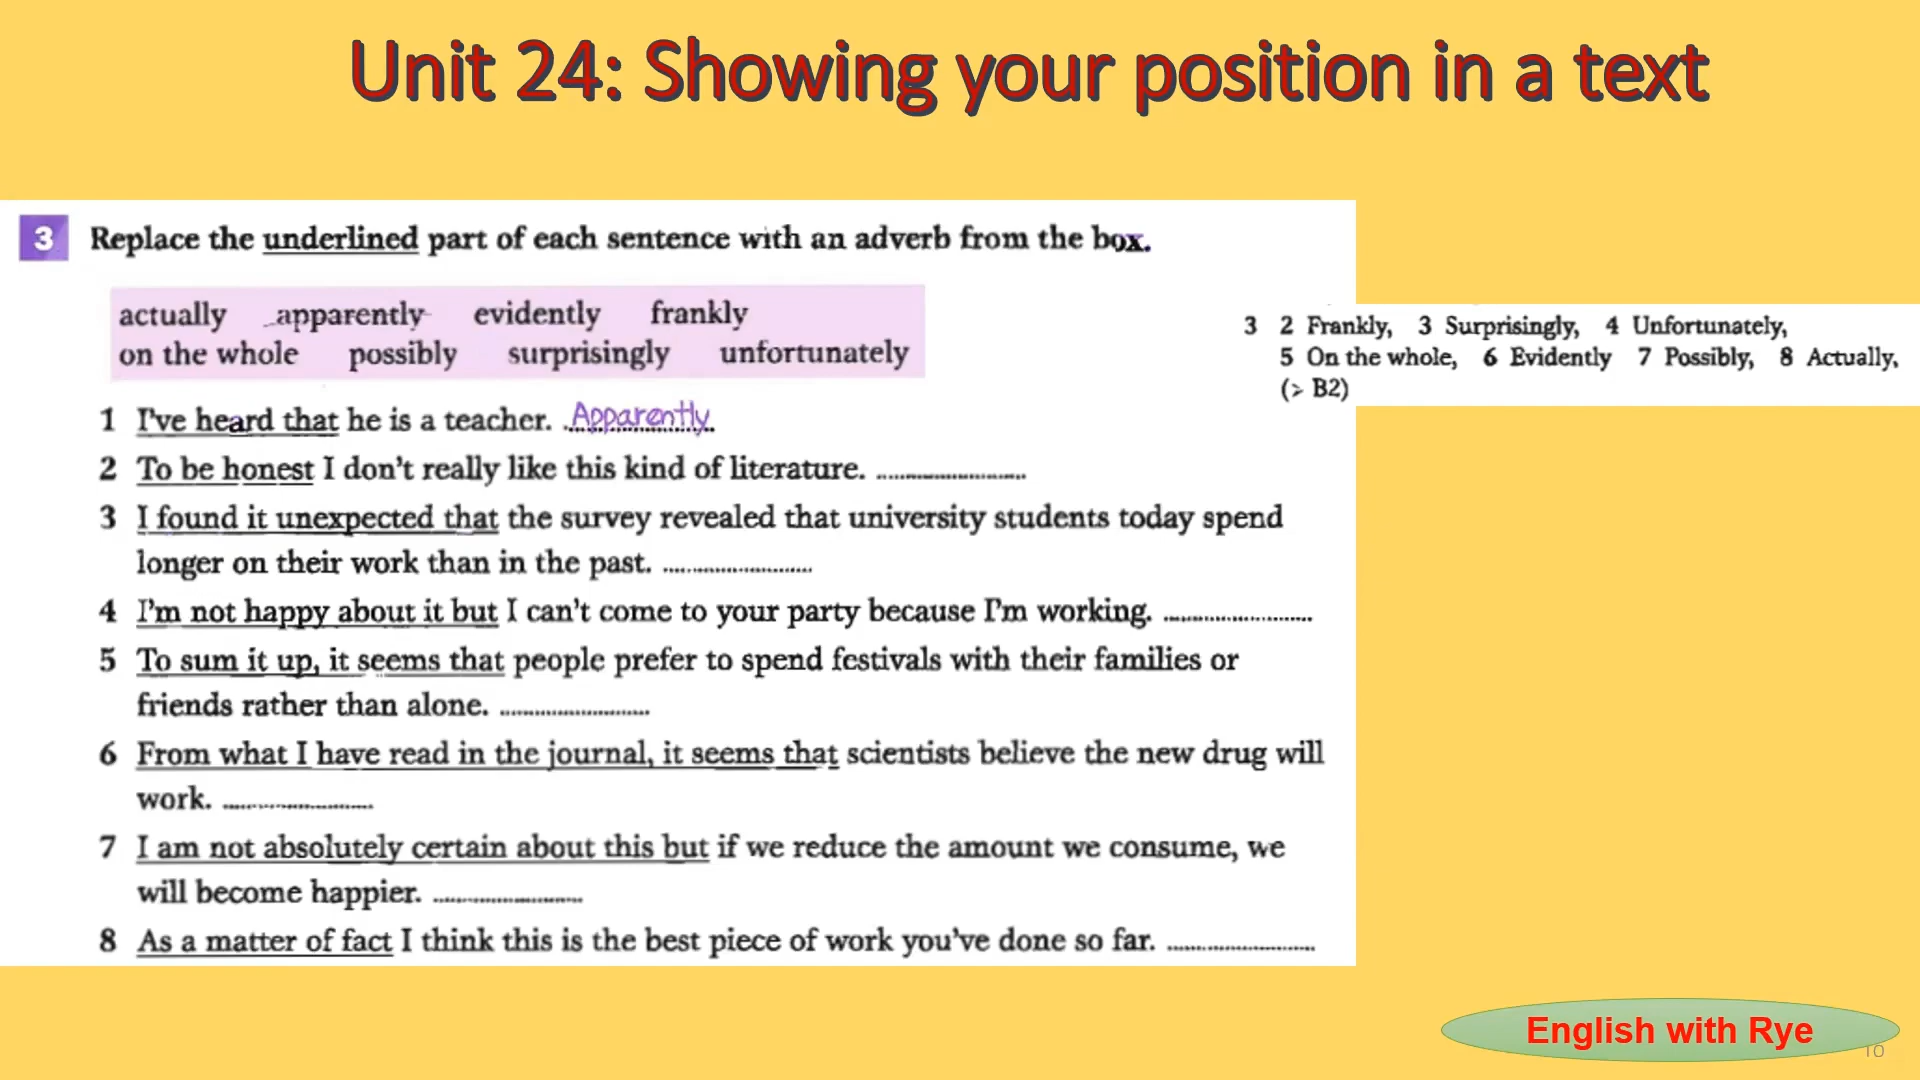 Unit 24: Showing your position in a text
3 Replace the underlined part of each sentence with an adverb from the box.
actually apparently evidently frankly
on the whole possibly surprisingly unfortunately
1 I've heard that he is a teacher. Apparently
2 To be honest I don't really like this kind of literature. ........................
3 I found it unexpected that the survey revealed that university students today spend
longer on their work than in the past. ........................
4 I'm not happy about it but I can't come to your party because I'm working. ........................
5 To sum it up, it seems that people prefer to spend festivals with their families or
friends rather than alone. ........................
6 From what I have read in the journal, it seems that scientists believe the new drug will
work. ........................
7 I am not absolutely certain about this but if we reduce the amount we consume, we
will become happier. ........................
8 As a matter of fact I think this is the best piece of work you've done so far. ........................
3 2 Frankly, 3 Surprisingly, 4 Unfortunately,
5 On the whole, 6 Evidently 7 Possibly, 8 Actually,
(> B2)
English with Rye
10